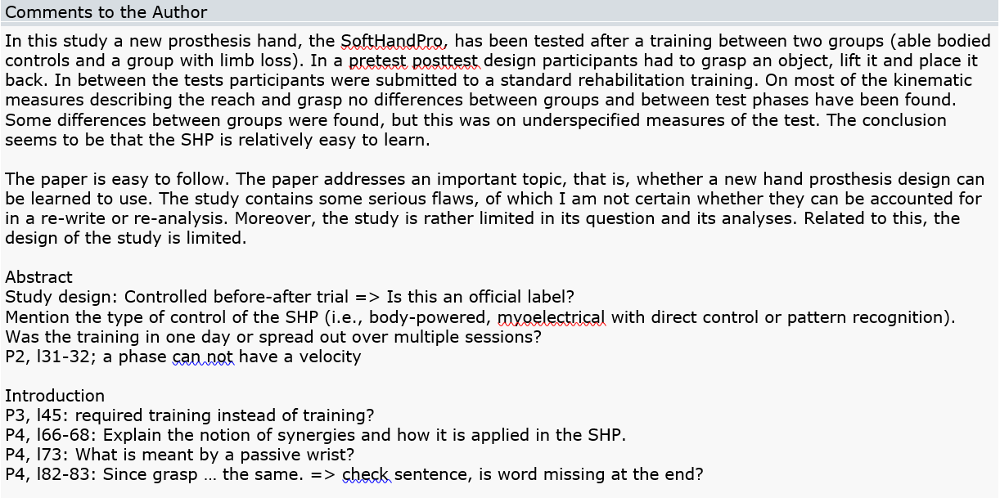 Comments to the Author
In this study a new prosthesis hand, the SoftHandPro, has been tested after a training between two groups (able bodied
controls and a group with limb loss). In a pretest posttest design participants had to grasp an object, lift it and place it
back. In between the tests participants were submitted to a standard rehabilitation training. On most of the kinematic
measures describing the reach and grasp no differences between groups and between test phases have been found.
Some differences between groups were found, but this was on underspecified measures of the test. The conclusion
seems to be that the SHP is relatively easy to learn.
The paper is easy to follow. The paper addresses an important topic, that is, whether a new hand prosthesis design can
be learned to use. The study contains some serious flaws, of which I am not certain whether they can be accounted for
in a re-write or re-analysis. Moreover, the study is rather limited in its question and its analyses. Related to this, the
design of the study is limited.
Abstract
Study design: Controlled before-after trial => Is this an official label?
Mention the type of control of the SHP (i.e., body-powered, myoelectrical with direct control or pattern recognition).
Was the training in one day or spread out over multiple sessions?
P2, l31-32; a phase can not have a velocity
Introduction
P3, l45: required training instead of training?
P4, l66-68: Explain the notion of synergies and how it is applied in the SHP.
P4, l73: What is meant by a passive wrist?
P4, l82-83: Since grasp … the same. => check sentence, is word missing at the end?